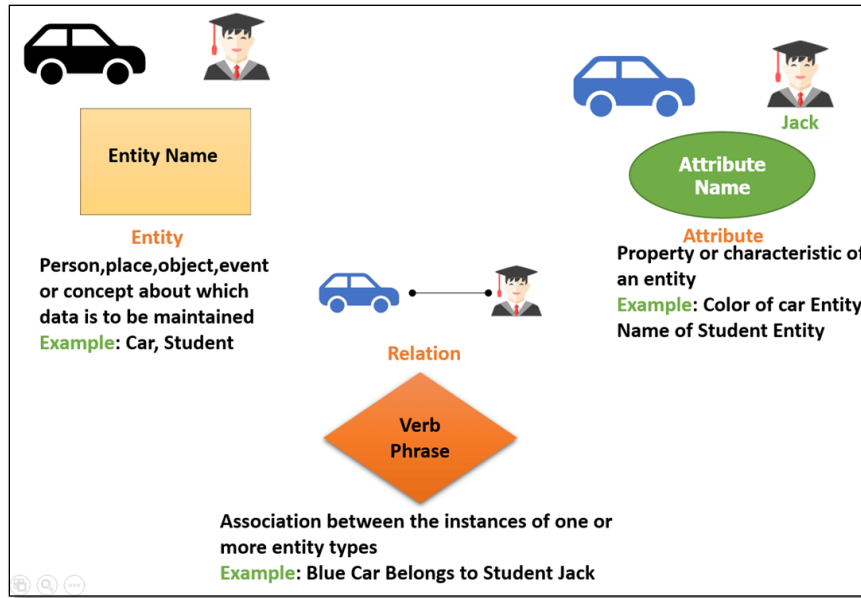 Entity Name
Entity
Person,place,object,event
or concept about which
data is to be maintained
Example: Car, Student
Jack
Attribute
Name
Attribute
Property or characteristic of
an entity
Example: Color of car Entity
Name of Student Entity
Relation
Verb
Phrase
Association between the instances of one or
more entity types
Example: Blue Car Belongs to Student Jack